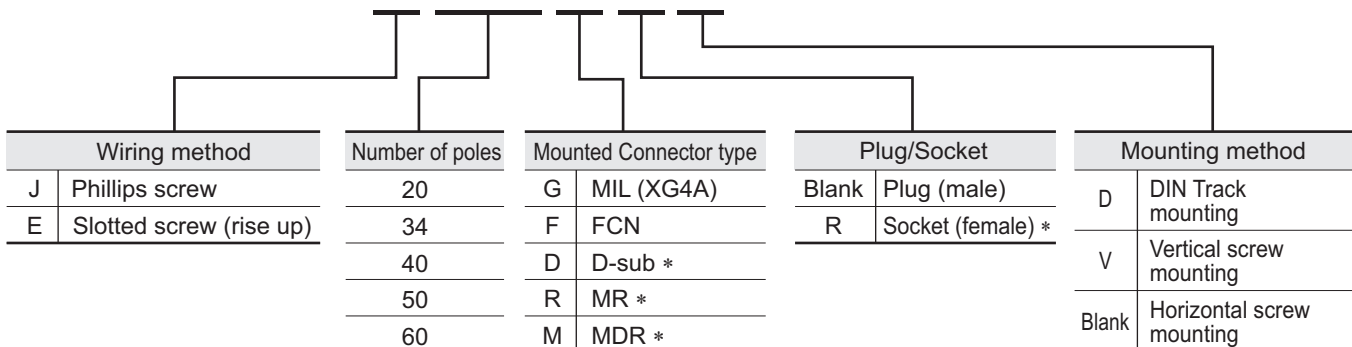 Wiring method
J Phillips screw
E Slotted screw (rise up)
Number of poles
20
34
40
50
60
Mounted Connector type
G MIL (XG4A)
F FCN
D D-sub *
R MR *
M MDR *
Plug/Socket
Blank Plug (male)
R Socket (female) *
Mounting method
D DIN Track
mounting
V Vertical screw
mounting
Blank Horizontal screw
mounting